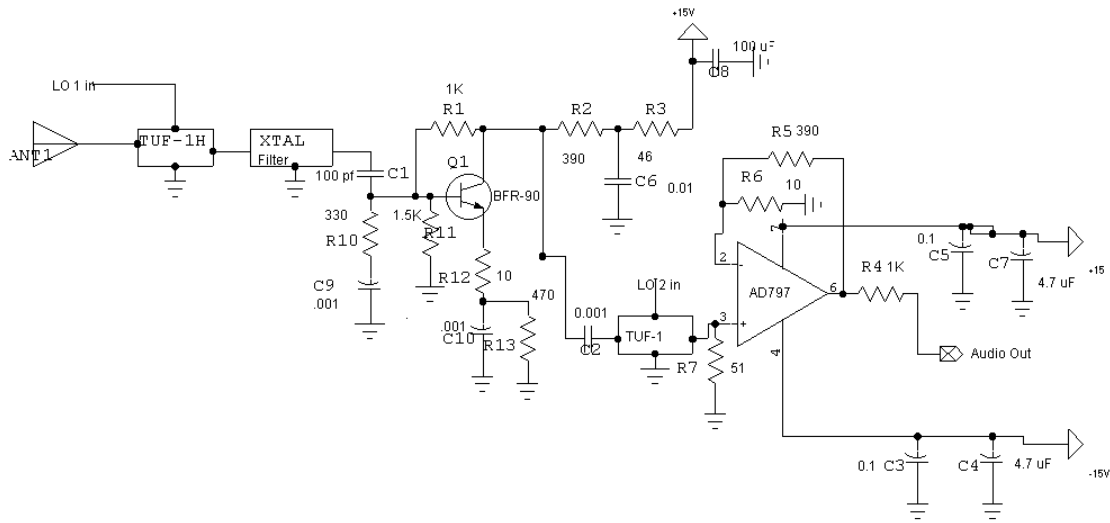 +15V
100 uF
C8
LO 1 in
1K
R1
R2
R3
390
46
C6
0.01
R5 390
R6
10
ANT1
TUF-1H
XTAL
Filter
100 pf
C1
Q1
BFR-90
330
R10
1.5K
R11
C9
.001
R12
10
470
.001
C10
R13
0.001
C2
LO 2 in
TUF-1
R7
51
2
-
3
+
7
4
6
AD797
R4 1K
0.1
C5
C7
4.7 uF
+15
Audio Out
0.1 C3
C4
4.7 uF
-15V